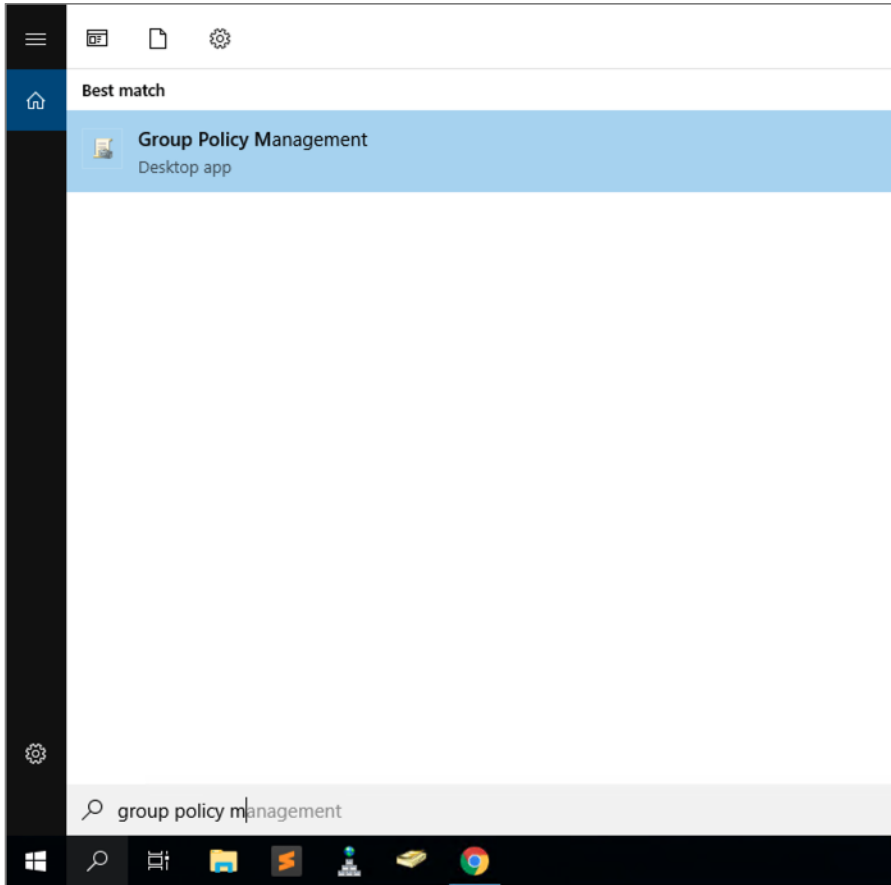 Best match
Group Policy Management
Desktop app
group policy management